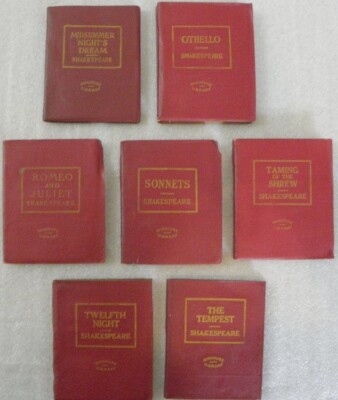 MIDSUMMER
NIGHT'S
DREAM
SHAKESPEARE
OTHELLO
SHAKESPEARE
ROMEO
AND
JULIET
SHAKESPEARE
SONNETS
SHAKESPEARE
TAMING
OF THE
SHREW
SHAKESPEARE
TWELFTH
NIGHT
SHAKESPEARE
THE
TEMPEST
SHAKESPEARE